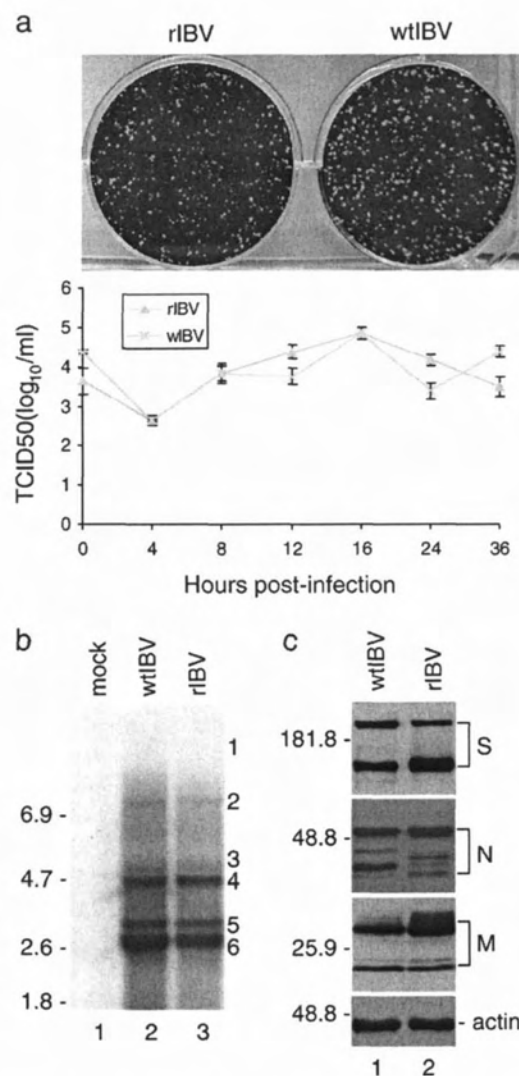 a
rIBV
wtIBV
rIBV
wIBV
TCID50(log10/ml)
6
5
4
3
2
1
0
0 4 8 12 16 24 36
Hours post-infection
b
mock
wtIBV
rIBV
6.9 -
4.7 -
2.6 -
1.8 -
1
2
3
4
5
6
1 2 3
c
wtIBV
rIBV
181.8 -
S
48.8 -
N
25.9 -
M
48.8 -
- actin
1 2